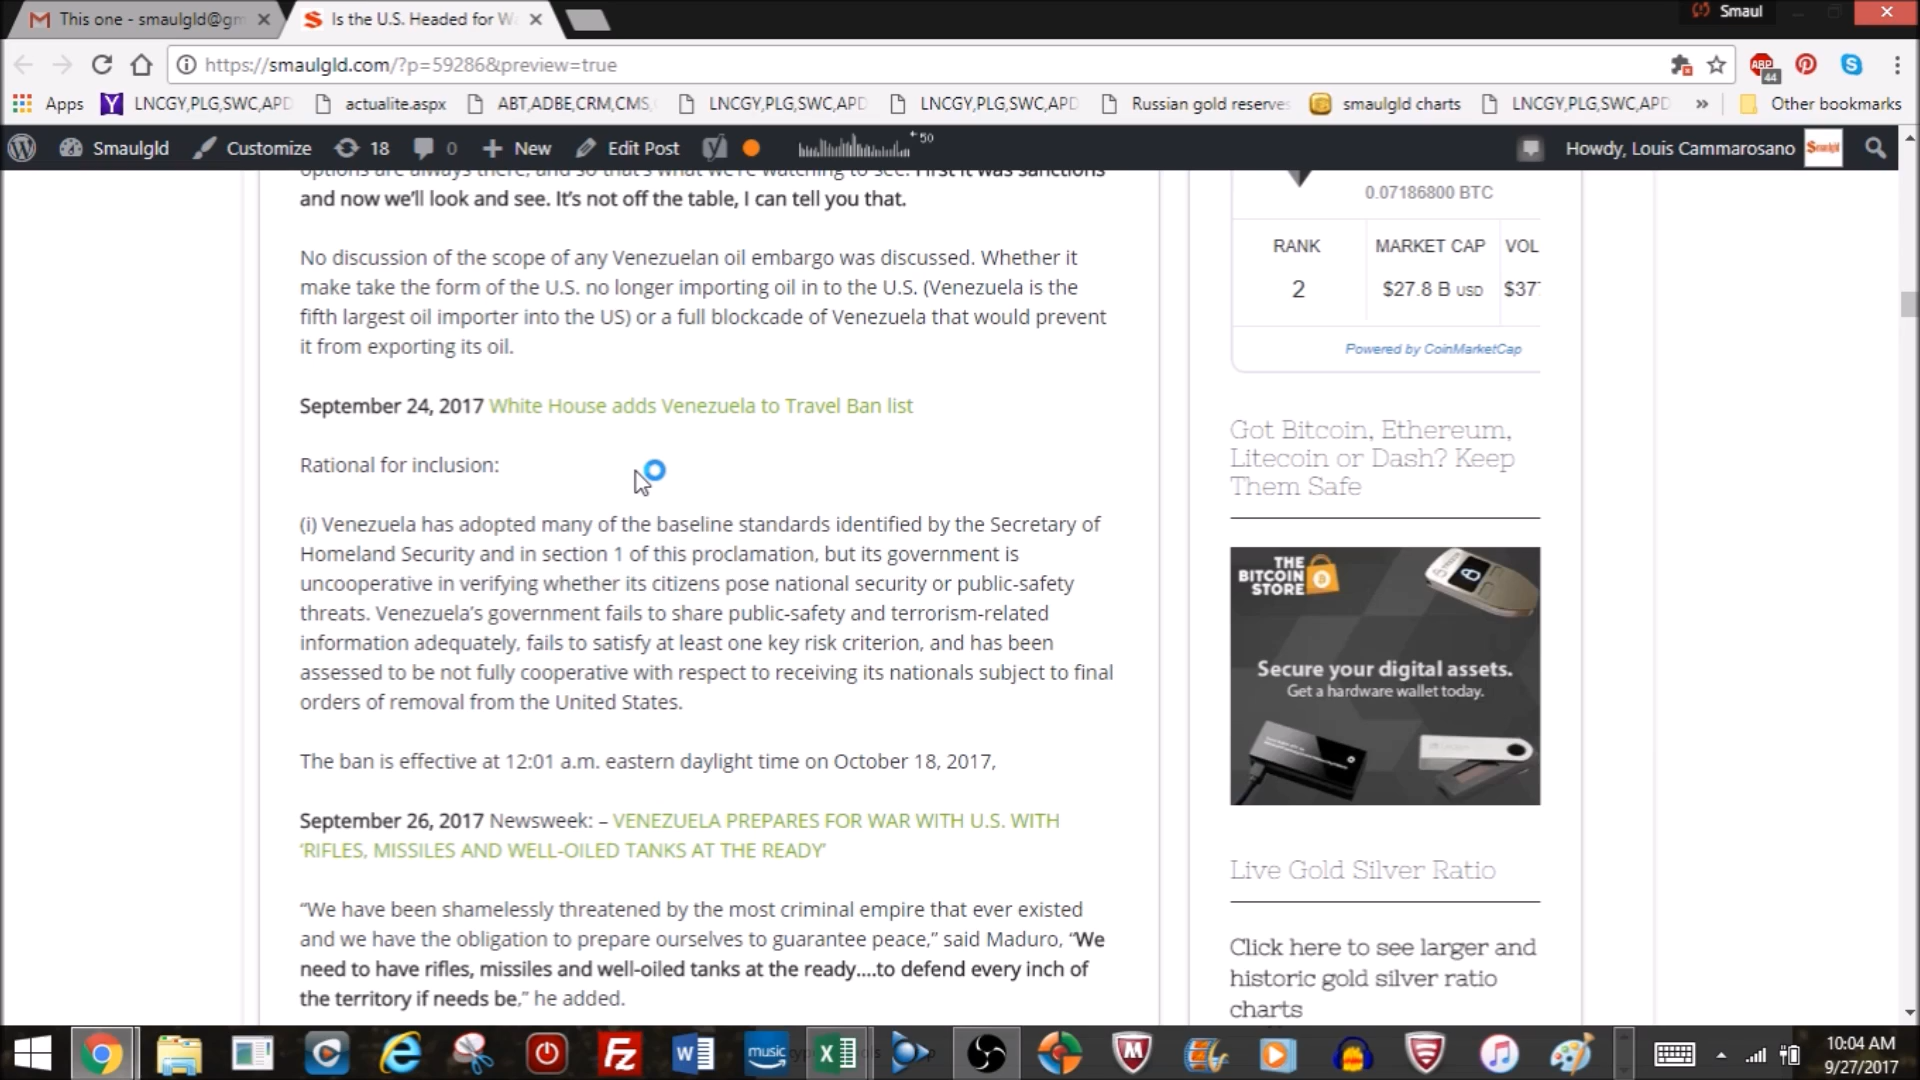 This one - smaulgld@gm
Is the U.S. Headed for W
Smaul
https://smaulgld.com/?p=59286&preview=true
ABP
44
Apps
LNCGY,PLG,SWC,APD
actualite.aspx
ABT,ADBE,CRM,CMS,
LNCGY,PLG,SWC,APD
LNCGY,PLG,SWC,APD
Russian gold reserves
smaulgld charts
LNCGY,PLG,SWC,APD
»
Other bookmarks
Smaulgld
Customize
18
0
New
Edit Post
50
Howdy, Louis Cammarosano
Smaulgld
options are always there, and so that's what we're watching to see. First it was sanctions
and now we'll look and see. It's not off the table, I can tell you that.
No discussion of the scope of any Venezuelan oil embargo was discussed. Whether it
make take the form of the U.S. no longer importing oil in to the U.S. (Venezuela is the
fifth largest oil importer into the US) or a full blockcade of Venezuela that would prevent
it from exporting its oil.
September 24, 2017 White House adds Venezuela to Travel Ban list
Rational for inclusion:
(i) Venezuela has adopted many of the baseline standards identified by the Secretary of
Homeland Security and in section 1 of this proclamation, but its government is
uncooperative in verifying whether its citizens pose national security or public-safety
threats. Venezuela's government fails to share public-safety and terrorism-related
information adequately, fails to satisfy at least one key risk criterion, and has been
assessed to be not fully cooperative with respect to receiving its nationals subject to final
orders of removal from the United States.
The ban is effective at 12:01 a.m. eastern daylight time on October 18, 2017,
September 26, 2017 Newsweek: – VENEZUELA PREPARES FOR WAR WITH U.S. WITH
'RIFLES, MISSILES AND WELL-OILED TANKS AT THE READY'
“We have been shamelessly threatened by the most criminal empire that ever existed
and we have the obligation to prepare ourselves to guarantee peace,” said Maduro, “We
need to have rifles, missiles and well-oiled tanks at the ready….to defend every inch of
the territory if needs be,” he added.
0.07186800 BTC
RANK
MARKET CAP
VOL
2
$27.8 B USD
$37
Powered by CoinMarketCap
Got Bitcoin, Ethereum,
Litecoin or Dash? Keep
Them Safe
THE
BITCOIN
STORE
Secure your digital assets.
Get a hardware wallet today.
Live Gold Silver Ratio
Click here to see larger and
historic gold silver ratio
charts
music
10:04 AM
9/27/2017